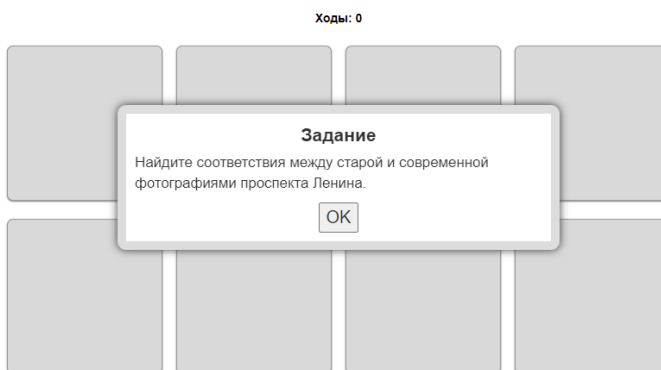 Ходы: 0
Задание
Найдите соответствия между старой и современной
фотографиями проспекта Ленина.
OK